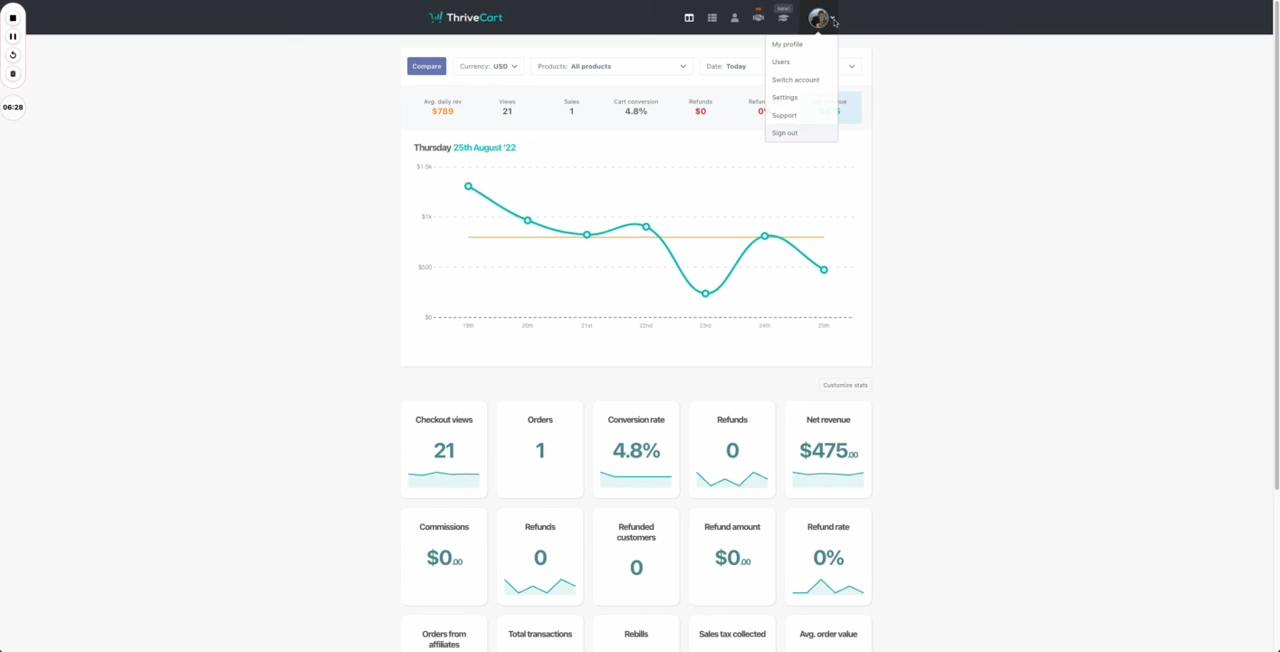 ThriveCart
New!
My profile
Users
Switch account
Settings
Support
Sign out
06:28
Compare
Currency: USD
Products: All products
Date: Today
Avg. daily rev
$789
Views
21
Sales
1
Cart conversion
4.8%
Refunds
$0
Thursday 25th August '22
$1.5k
$1k
$500
$0
19th
20th
21st
22nd
23rd
24th
25th
Customize stats
Checkout views
21
Orders
1
Conversion rate
4.8%
Refunds
0
Net revenue
$475.00
Commissions
$0.00
Refunds
0
Refunded
customers
0
Refund amount
$0.00
Refund rate
0%
Orders from
affiliates
Total transactions
Rebills
Sales tax collected
Avg. order value